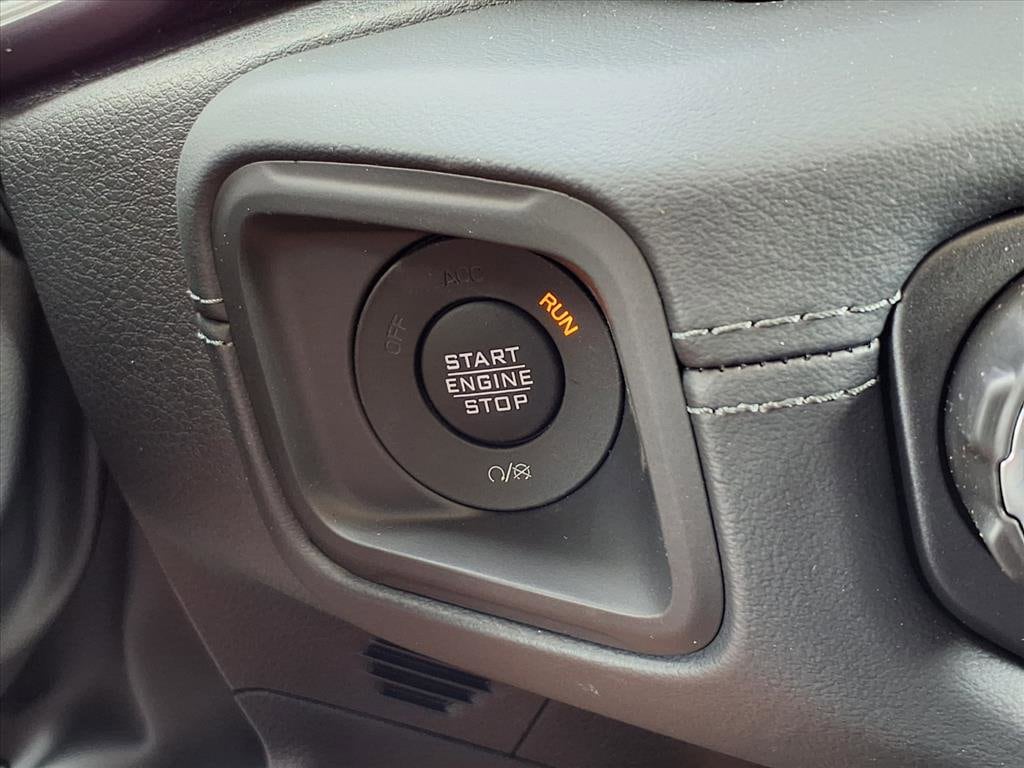 ACC
OFF
RUN
START
ENGINE
STOP